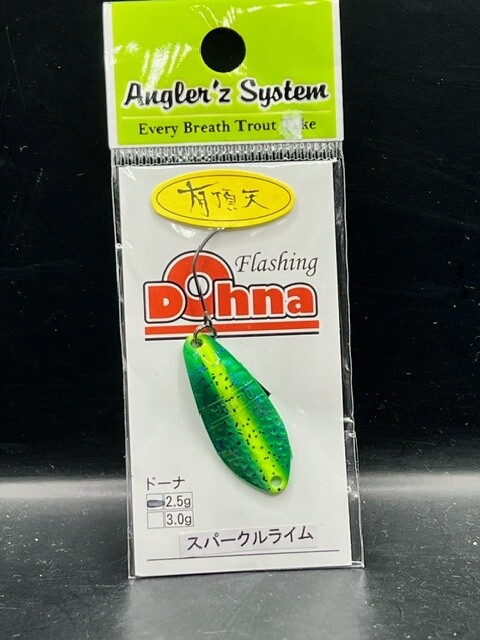 Angler'z System
Every Breath Trout
有頂天
Flashing
Dohna
ドーナ
2.5g
3.0g
スパークルライム